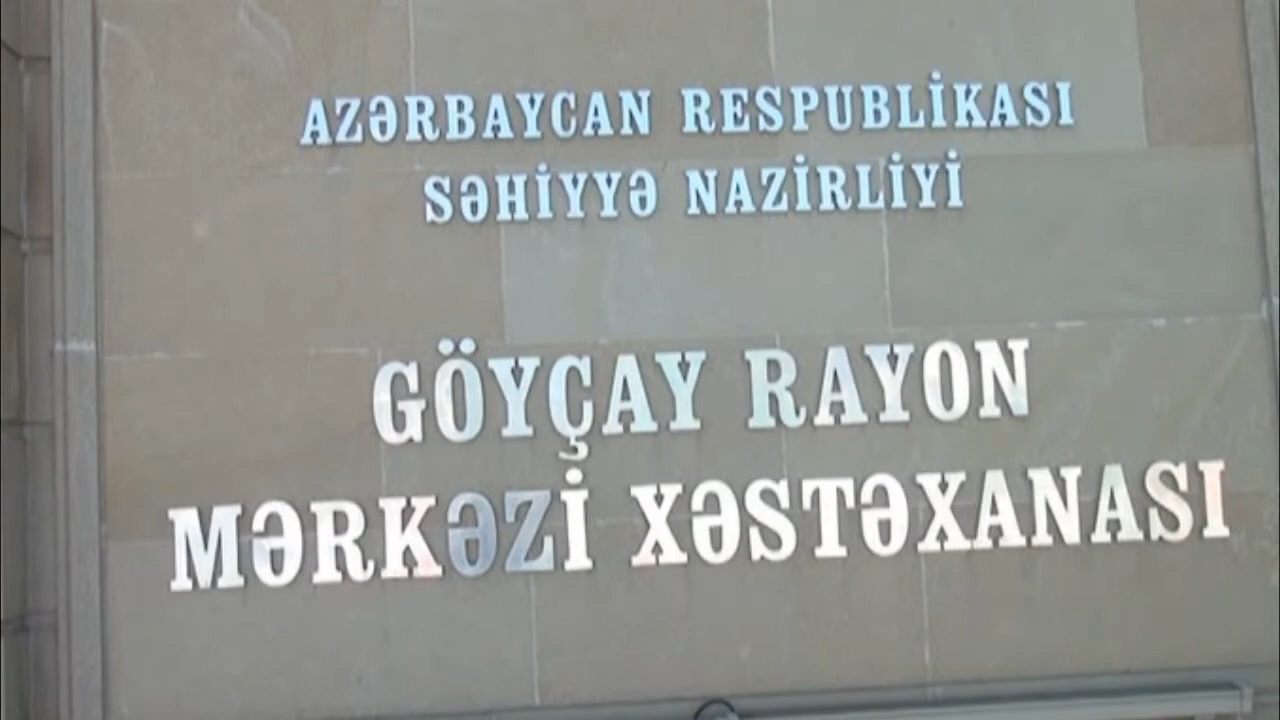 AZƏRBAYCAN RESPUBLİKASI
SƏHİYYƏ NAZİRLİYİ
GÖYÇAY RAYON
MƏRKƏZİ XƏSTƏXANASI